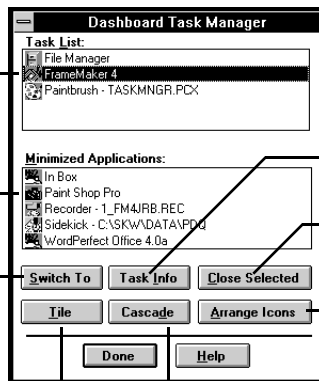 Dashboard Task Manager
Task List:
File Manager
FrameMaker 4
Paintbrush - TASKMNGR.PCX
Minimized Applications:
In Box
Paint Shop Pro
Recorder - 1_FM4JRB.REC
Sidekick - C:\SKW\DATA\PDQ
WordPerfect Office 4.0a
Switch To Task Info Close Selected
Tile Cascade Arrange Icons
Done Help